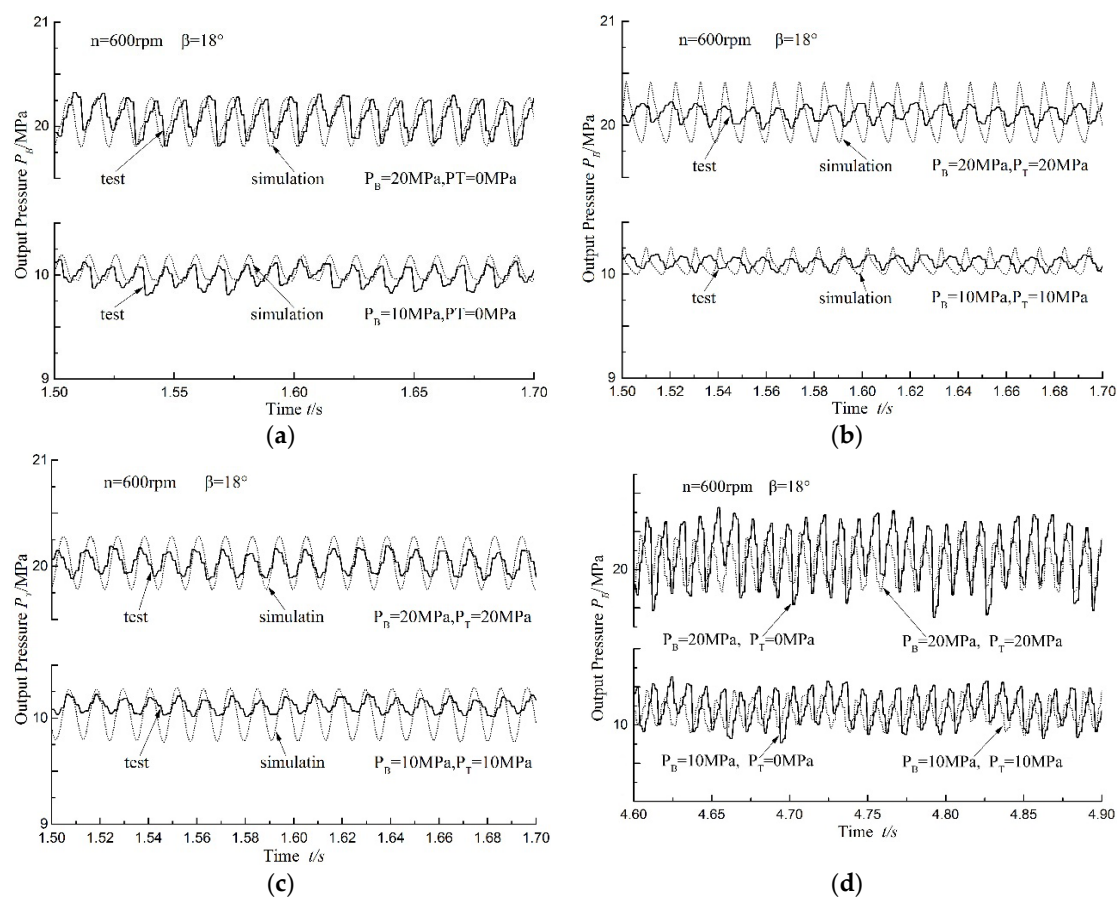 21
n=600rpm β=18°
20
test
simulation
P_B=20MPa,PT=0MPa
10
test
simulation
P_B=10MPa,PT=0MPa
9
1.50 1.55 1.60 1.65 1.70
Output Pressure P_B/MPa
Time t/s
(a)
21
n=600rpm β=18°
20
test
simulation
P_B=20MPa,P_T=20MPa
10
test
simulation
P_B=10MPa,P_T=10MPa
9
1.50 1.52 1.54 1.56 1.58 1.60 1.62 1.64 1.66 1.68 1.70
Output Pressure P_B/MPa
Time t/s
(b)
21
n=600rpm β=18°
20
test
simulatin
P_B=20MPa,P_T=20MPa
10
test
simulatin
P_B=10MPa,P_T=10MPa
9
1.50 1.52 1.54 1.56 1.58 1.60 1.62 1.64 1.66 1.68 1.70
Output Pressure P_T/MPa
Time t/s
(c)
n=600rpm β=18°
20
P_B=20MPa, P_T=0MPa
P_B=20MPa, P_T=20MPa
10
P_B=10MPa, P_T=0MPa
P_B=10MPa, P_T=10MPa
4.60 4.65 4.70 4.75 4.80 4.85 4.90
Output Pressure P_B/MPa
Time t/s
(d)